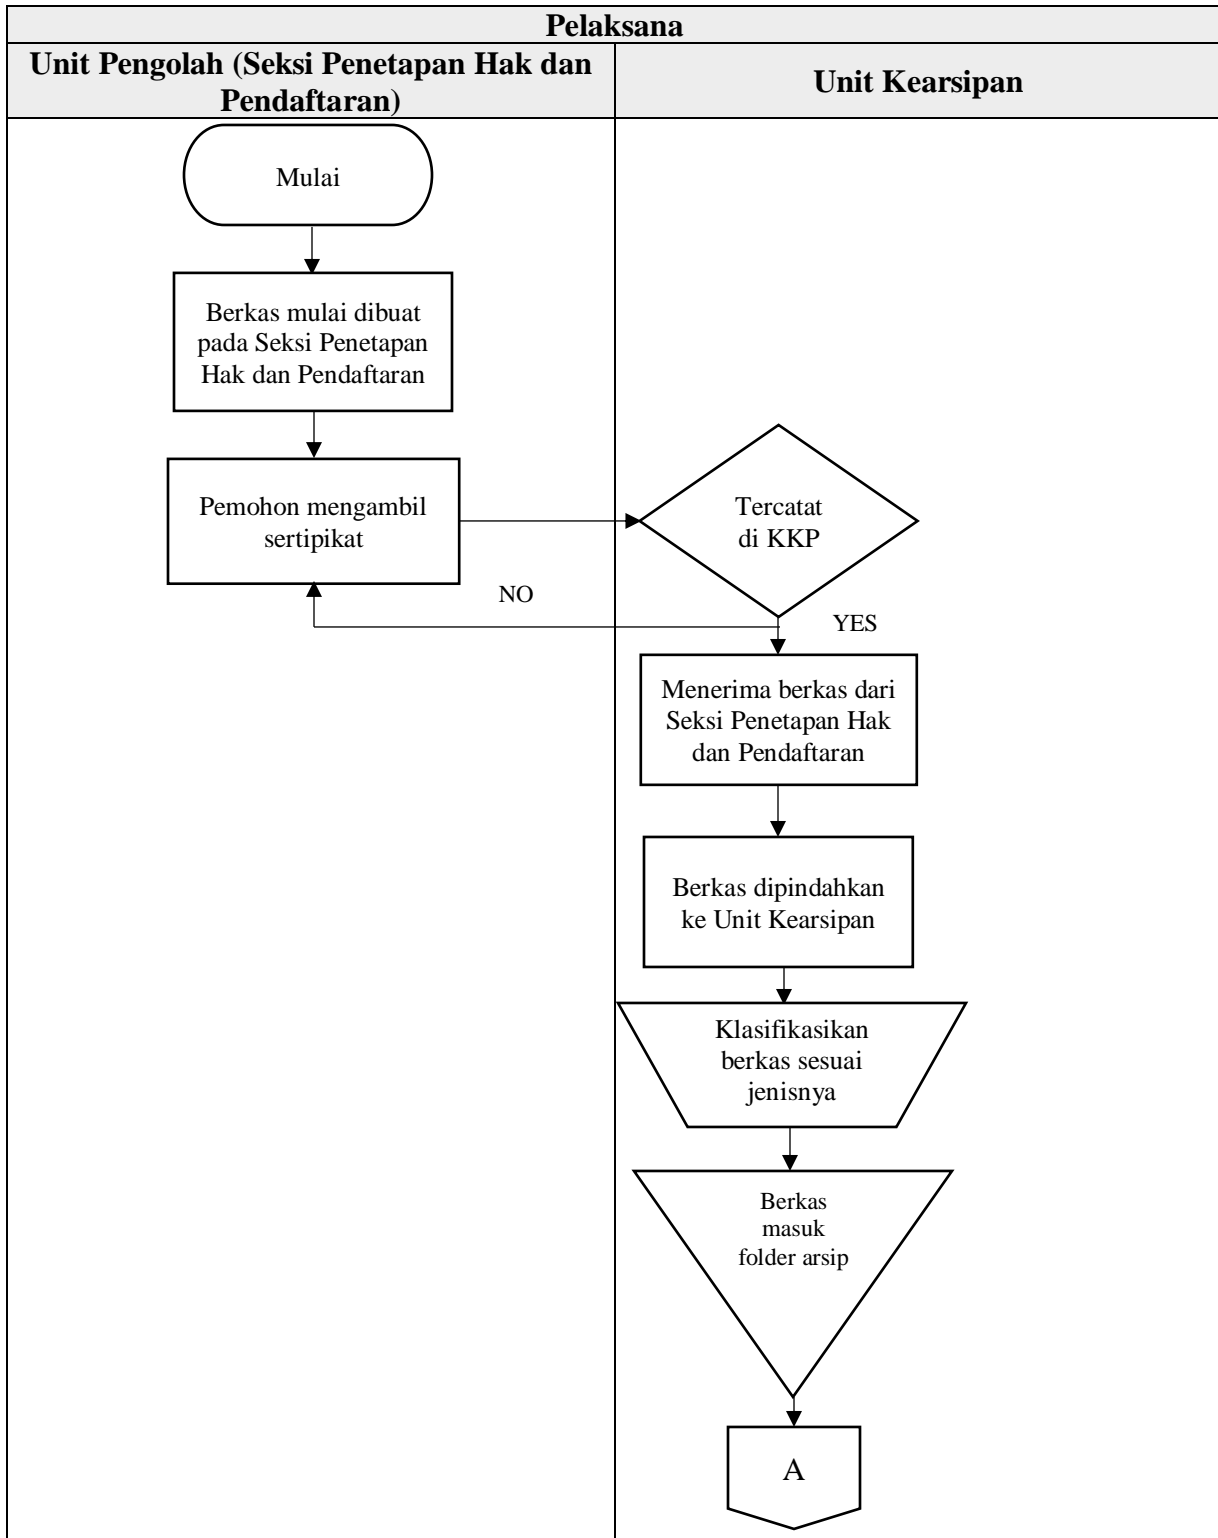 Pelaksana
Unit Pengolah (Seksi Penetapan Hak dan
Pendaftaran)
Unit Kearsipan
Mulai
Berkas mulai dibuat
pada Seksi Penetapan
Hak dan Pendaftaran
Pemohon mengambil
sertipikat
Tercatat
di KKP
NO
YES
Menerima berkas dari
Seksi Penetapan Hak
dan Pendaftaran
Berkas dipindahkan
ke Unit Kearsipan
Klasifikasikan
berkas sesuai
jenisnya
Berkas
masuk
folder arsip
A